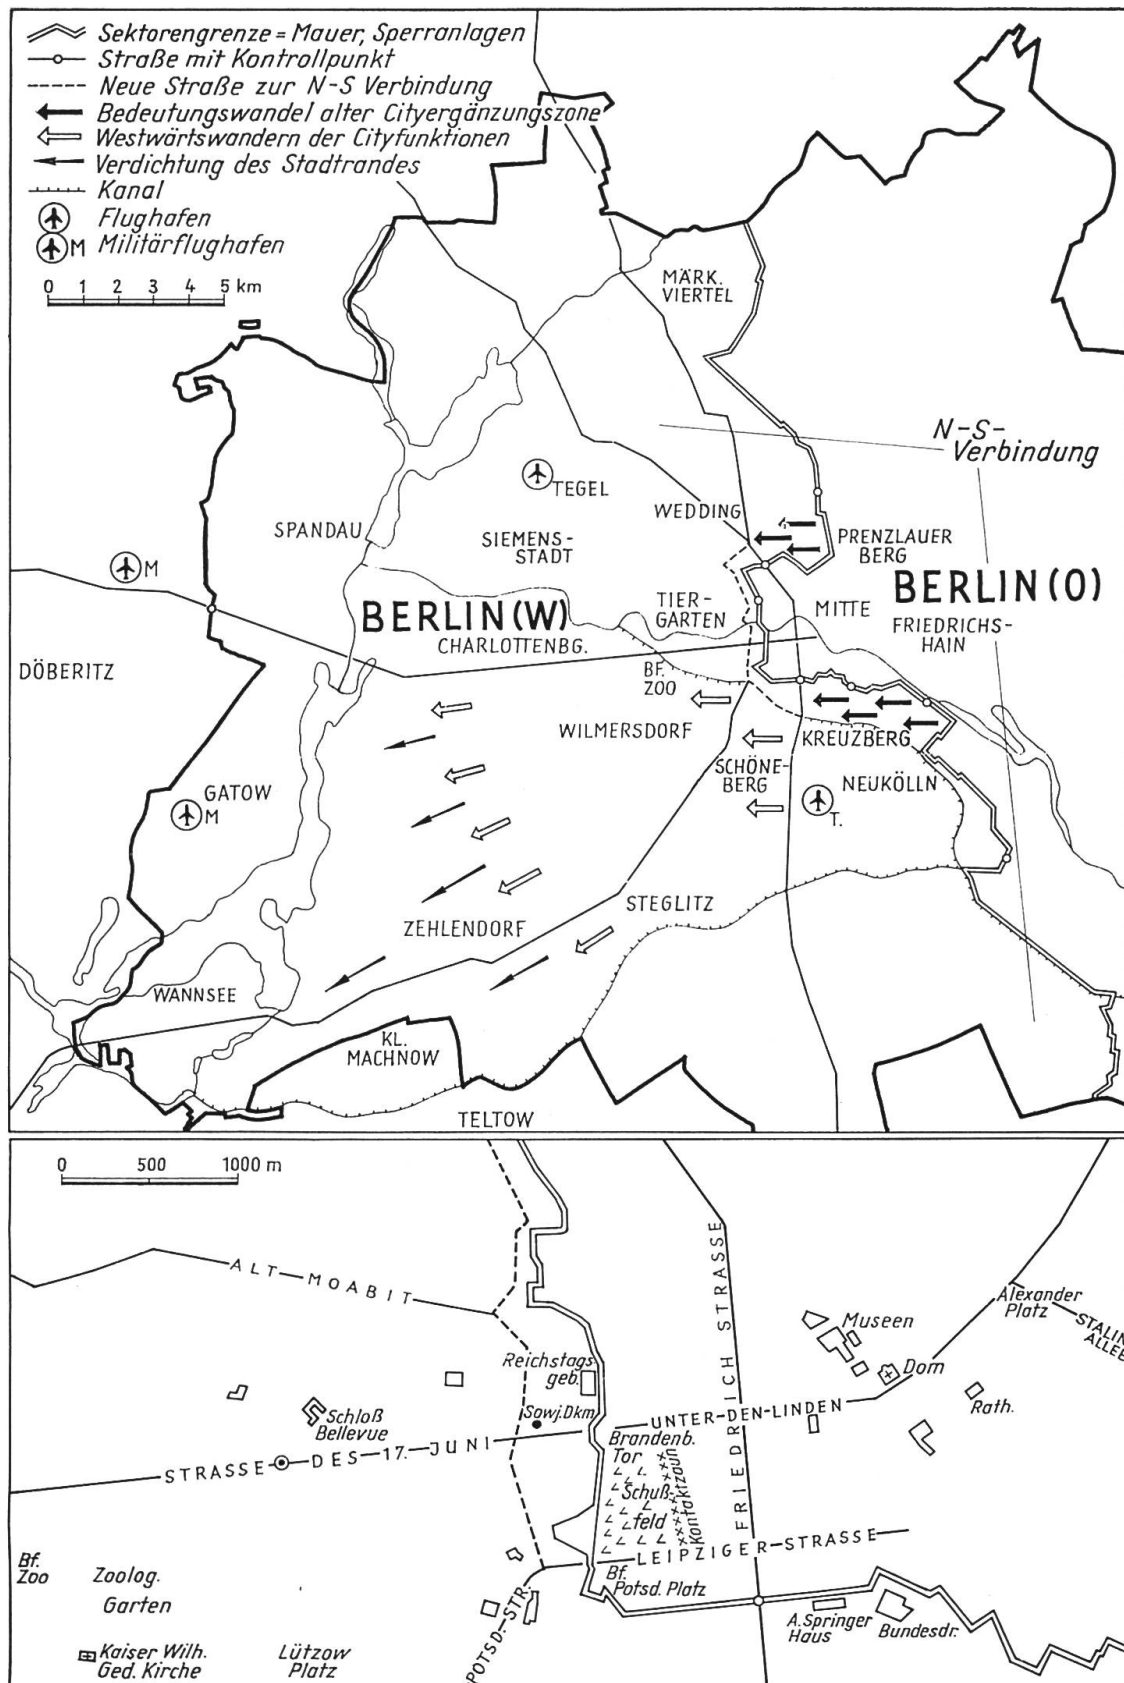 Sektorengrenze = Mauer, Sperranlagen
Straße mit Kontrollpunkt
Neue Straße zur N-S Verbindung
Bedeutungswandel alter Cityergänzungszone
Westwärtswandern der Cityfunktionen
Verdichtung des Stadtrandes
Kanal
Flughafen
M Militärflughafen
0 1 2 3 4 5 km
MÄRK.
VIERTEL
N-S-
Verbindung
TEGEL
WEDDING
SPANDAU
SIEMENS-
STADT
PRENZLAUER
BERG
M
BERLIN (W)
BERLIN (O)
TIER-
GARTEN
MITTE
FRIEDRICHS-
HAIN
CHARLOTTENBG.
DÖBERITZ
BF.
ZOO
WILMERSDORF
KREUZBERG
SCHÖNE-
BERG
NEUKÖLLN
GATOW
M
T.
STEGLITZ
ZEHLENDORF
WANNSEE
KL.
MACHNOW
TELTOW
0 500 1000 m
ALT-MOABIT
FRIEDRICH STRASSE
Alexander
Platz
STALIN
ALLEE
Museen
Reichstags
geb.
Dom
Schloß
Bellevue
Sowj. Dkm.
UNTER-DEN-LINDEN
Rath.
Brandenb.
Tor
STRASSE DES 17. JUNI
Schuß-
feld
Kontaktzaun
LEIPZIGER-STRASSE
Bf.
Zoo
Zoolog.
Garten
Bf.
Potsd. Platz
POTSD.-STR.
A. Springer
Haus
Bundesdr.
Kaiser Wilh.
Ged. Kirche
Lützow
Platz